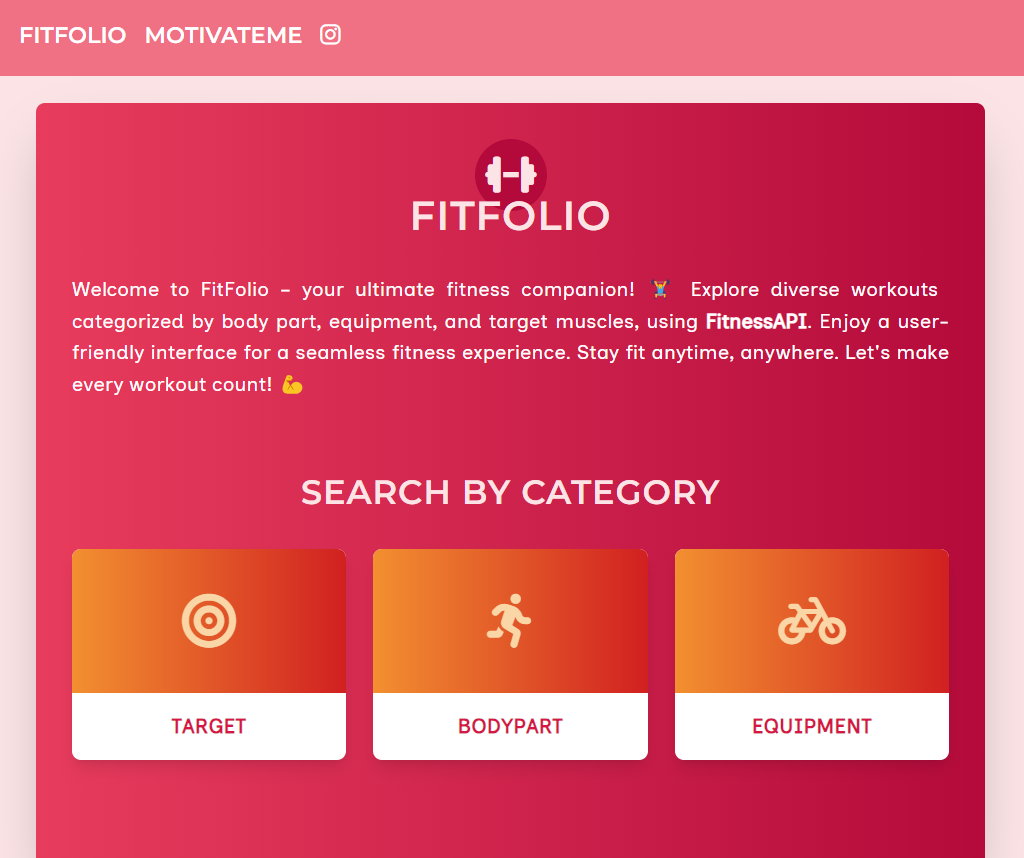 FITFOLIO MOTIVATEME
FITFOLIO
Welcome to FitFolio – your ultimate fitness companion! 🏋️ Explore diverse workouts
categorized by body part, equipment, and target muscles, using FitnessAPI. Enjoy a user-
friendly interface for a seamless fitness experience. Stay fit anytime, anywhere. Let's make
every workout count! 💪
SEARCH BY CATEGORY
TARGET BODYPART EQUIPMENT